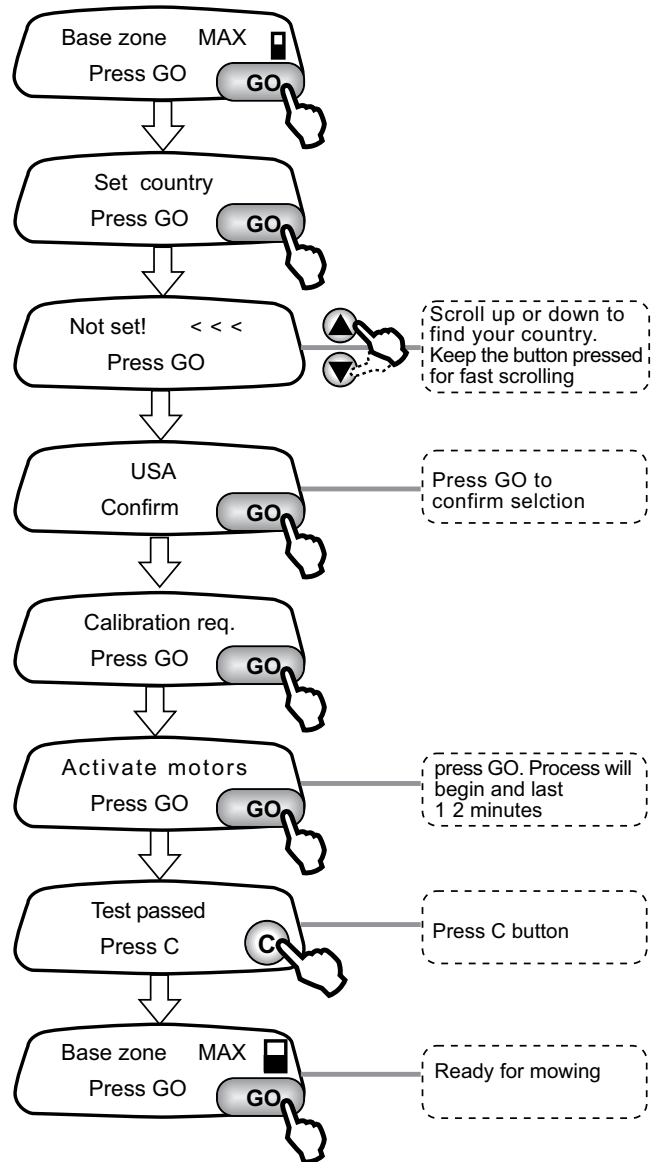 Base zone MAX
Press GO GO
Set country
Press GO GO
Not set! < < <
Press GO
Scroll up or down to
find your country.
Keep the button pressed
for fast scrolling
USA
Confirm GO
Press GO to
confirm selction
Calibration req.
Press GO GO
Activate motors
Press GO GO
press GO. Process will
begin and last
1 2 minutes
Test passed
Press C C
Press C button
Base zone MAX
Press GO GO
Ready for mowing